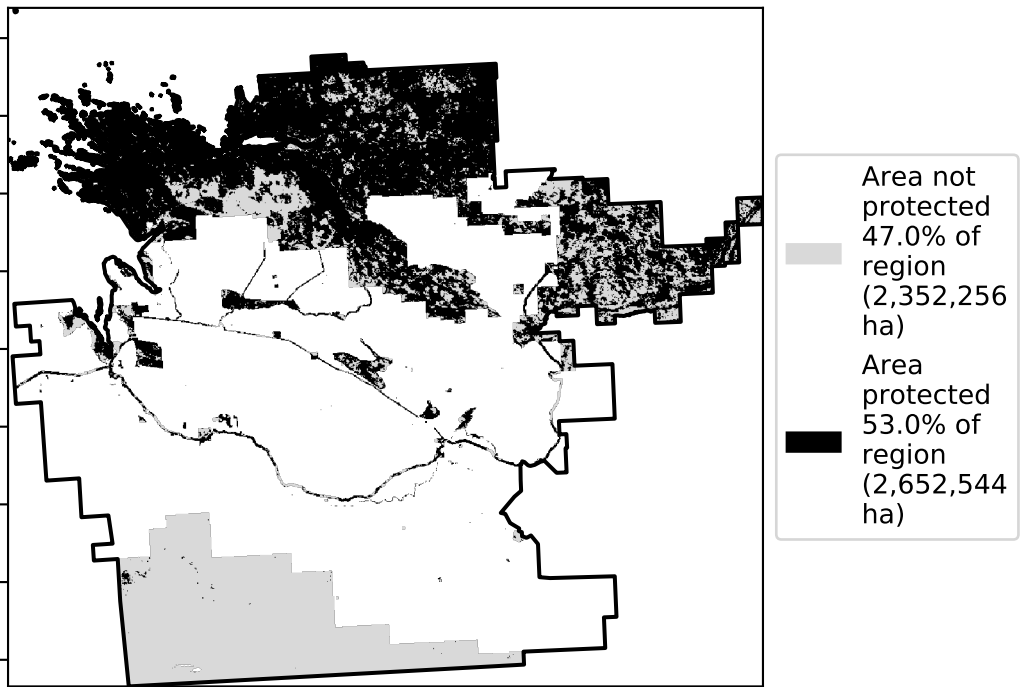 Area not
protected
47.0% of
region
(2,352,256
ha)
Area
protected
53.0% of
region
(2,652,544
ha)